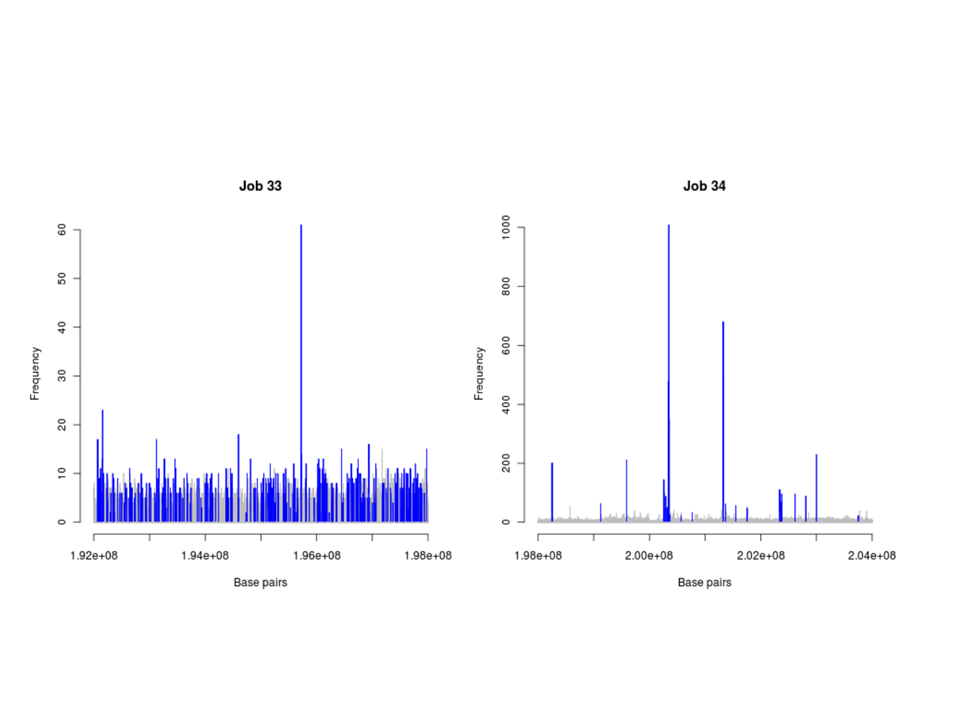 Job 33
Frequency
0
10
20
30
40
50
60
1.92e+08 1.94e+08 1.96e+08 1.98e+08
Base pairs
Job 34
Frequency
0
200
400
600
800
1000
1.98e+08 2.00e+08 2.02e+08 2.04e+08
Base pairs